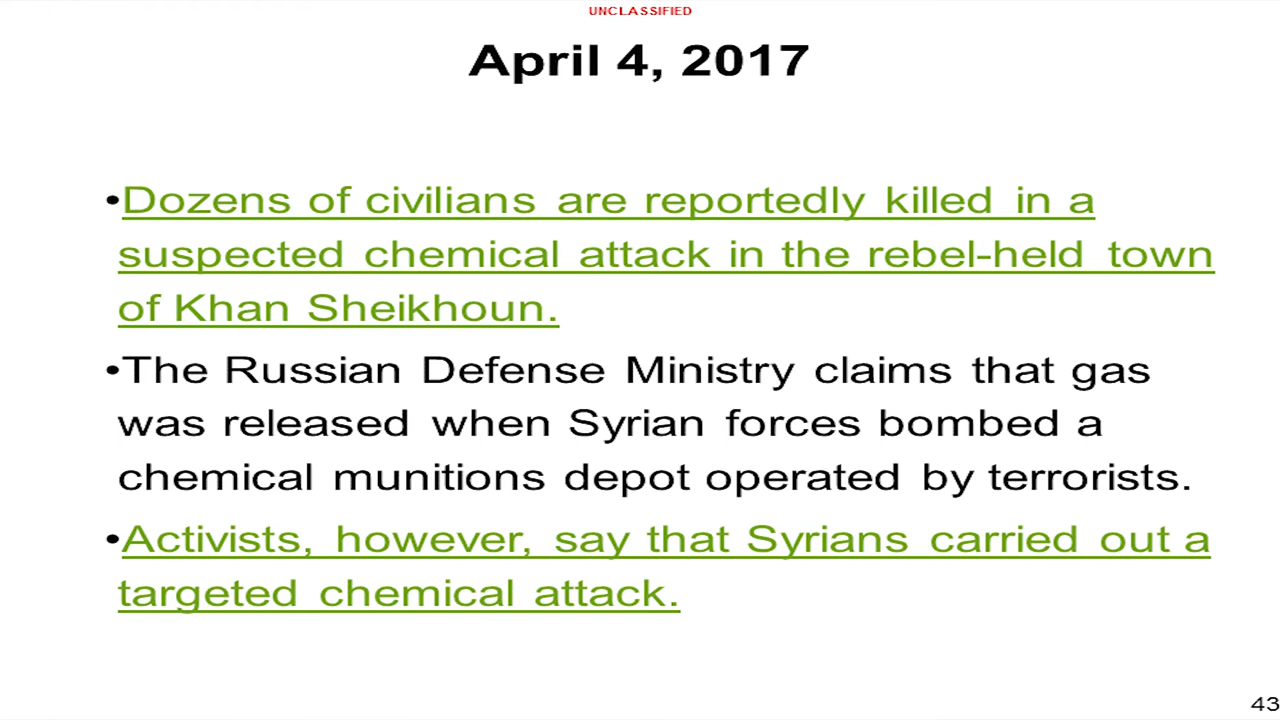 UNCLASSIFIED
April 4, 2017
•Dozens of civilians are reportedly killed in a
suspected chemical attack in the rebel-held town
of Khan Sheikhoun.
•The Russian Defense Ministry claims that gas
was released when Syrian forces bombed a
chemical munitions depot operated by terrorists.
•Activists, however, say that Syrians carried out a
targeted chemical attack.
43